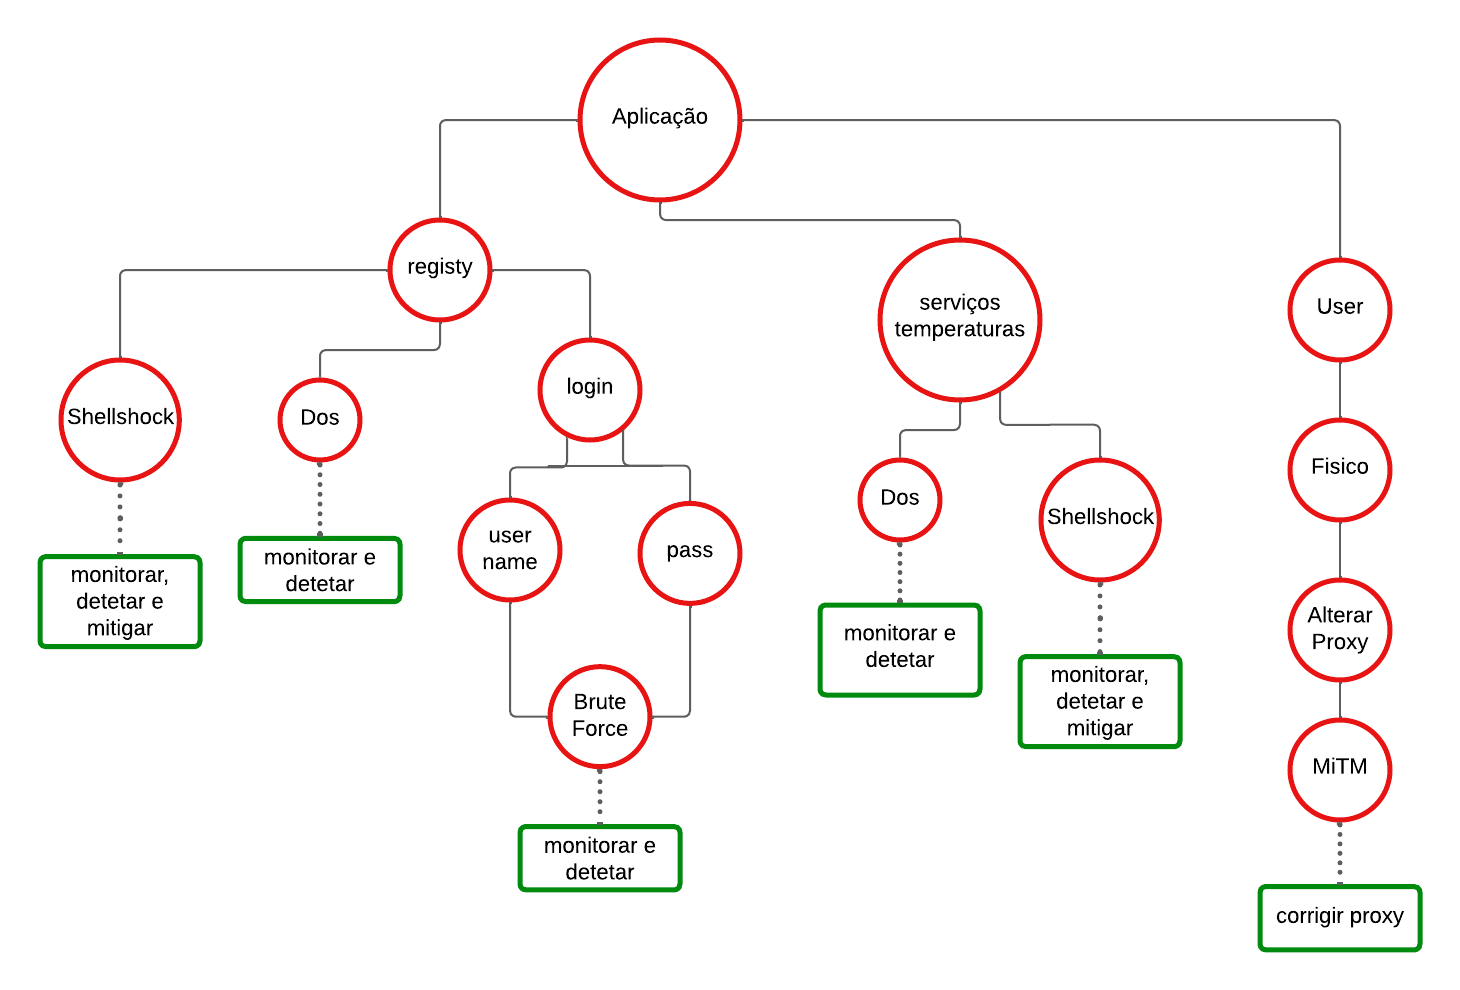 Aplicação
registy
serviços
temperaturas
User
Shellshock
Dos
login
Fisico
Dos
Shellshock
user
name
pass
monitorar e
detetar
monitorar,
detetar e
mitigar
Alterar
Proxy
monitorar e
detetar
monitorar,
detetar e
mitigar
Brute
Force
MiTM
monitorar e
detetar
corrigir proxy